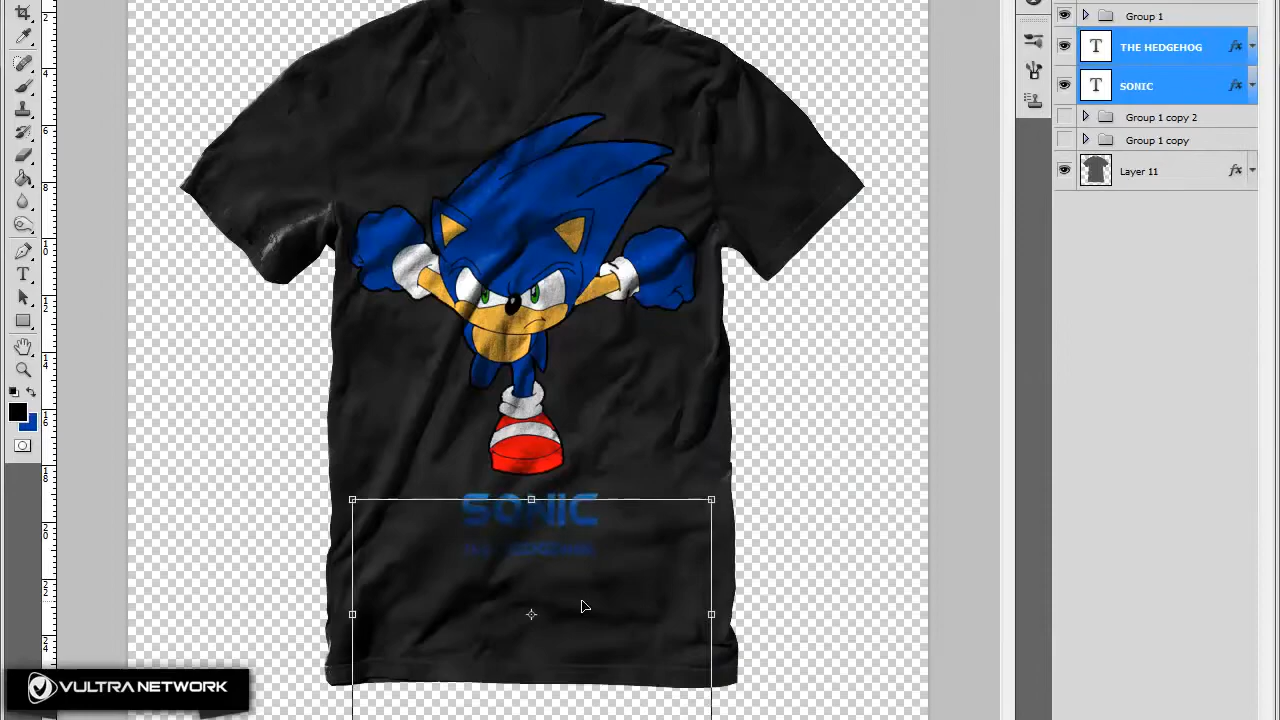 Group 1
THE HEDGEHOG
SONIC
Group 1 copy 2
Group 1 copy
Layer 11
SONIC
VULTRA NETWORK